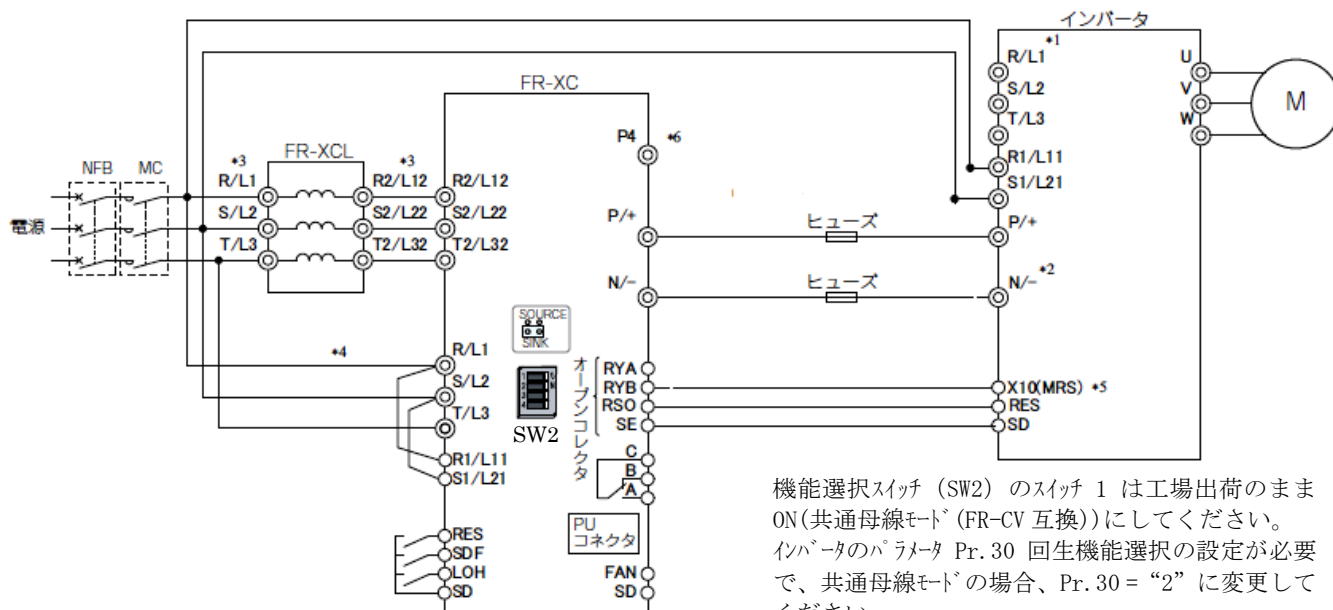 インバータ
*1
R/L1
S/L2
T/L3
R1/L11
S1/L21
P/+
N/-
*2
X10(MRS) *5
RES
SD
U
V
W
M
FR-XC
P4 *6
P/+
N/-
ヒューズ
ヒューズ
NFB MC
電源
FR-XCL
*3
R/L1
S/L2
T/L3
*3
R2/L12
S2/L22
T2/L32
R2/L12
S2/L22
T2/L32
*4
R/L1
S/L2
T/L3
R1/L11
S1/L21
RES
SDF
LOH
SD
SOURCE
SINK
1
2
3
4
SW2
オープンコレクタ
RYA
RYB
RSO
SE
C
B
A
PU
コネクタ
FAN
SD
機能選択スイッチ (SW2) のスイッチ 1 は工場出荷のまま
ON(共通母線モード(FR-CV 互換))にしてください。
インバータのパラメータ Pr.30 回生機能選択の設定が必要
で、共通母線モードの場合、Pr.30 = “2” に変更して
ください